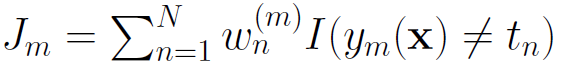 J_m = \sum_{n=1}^{N} w_n^{(m)} I(y_m(\mathbf{x}) \neq t_n)